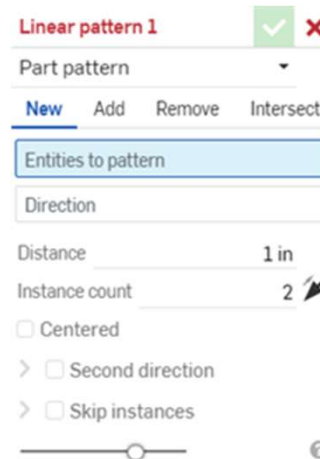 Linear pattern 1
Part pattern
New Add Remove Intersect
Entities to pattern
Direction
Distance 1 in
Instance count 2
Centered
Second direction
Skip instances